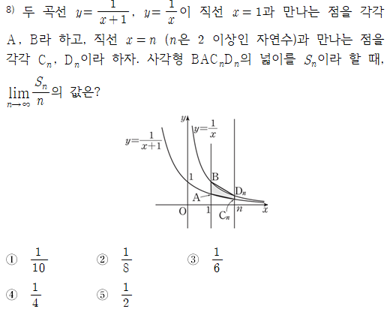 8) 두 곡선 y=1/(x+1), y=1/x이 직선 x=1과 만나는 점을 각각
A, B라 하고, 직선 x=n (n은 2 이상인 자연수)과 만나는 점을
각각 Cₙ, Dₙ이라 하자. 사각형 BACₙDₙ의 넓이를 Sₙ이라 할 때,
lim n→∞ Sₙ/n의 값은?
y
y=1/x
y=1/(x+1)
1
B
A
Dₙ
O
1
Cₙ
n
x
① 1/10 ② 1/8 ③ 1/6
④ 1/4 ⑤ 1/2